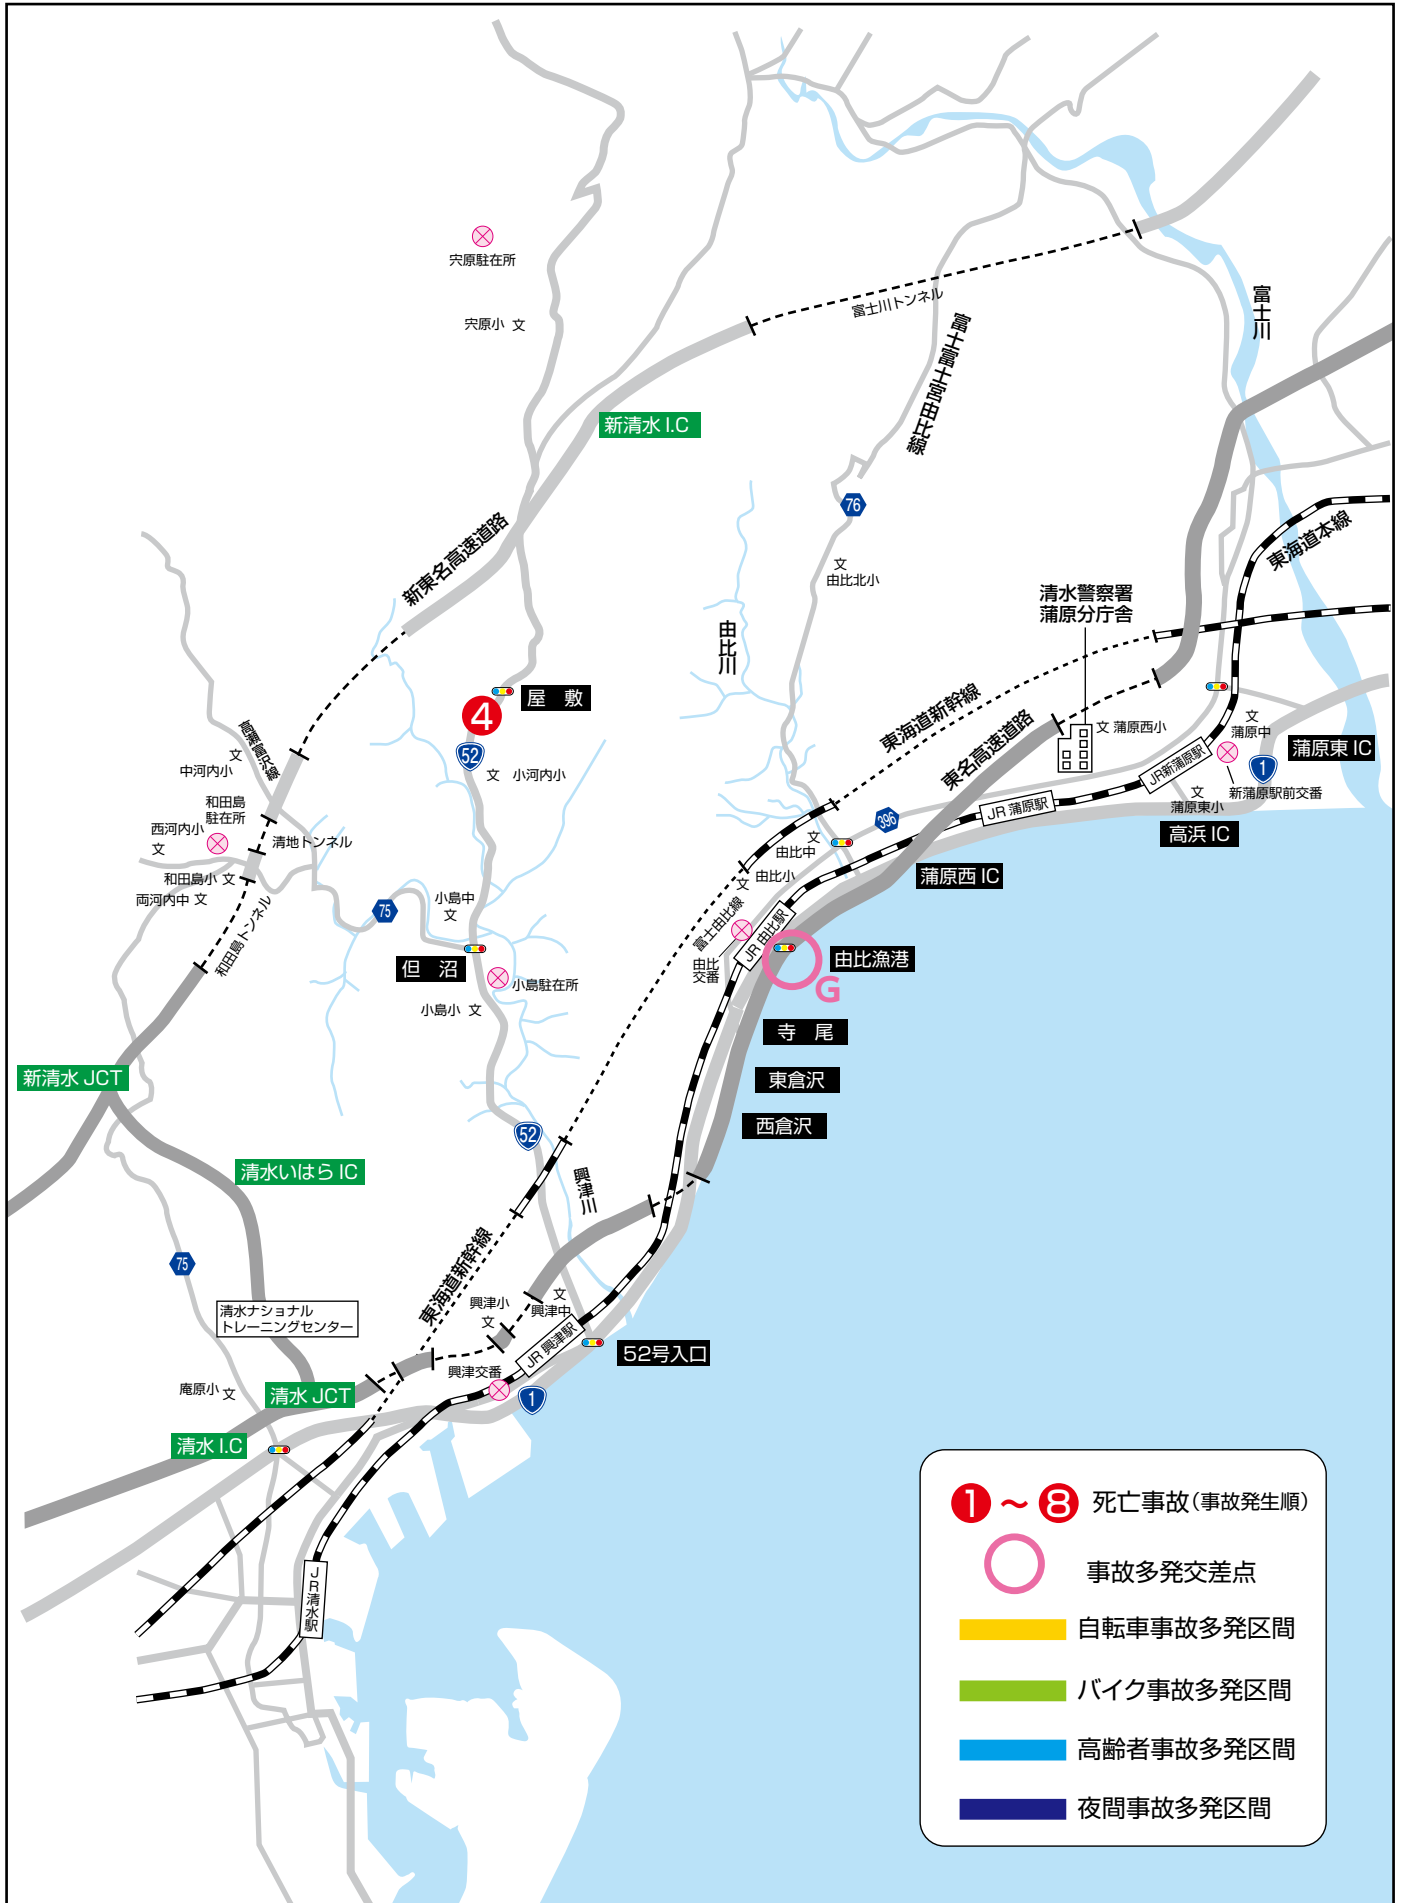 宍原駐在所
宍原小 文
富士川トンネル
富士川
富士富士宮由比線
新清水 I.C
76
新東名高速道路
文
由比北小
東海道本線
清水警察署
蒲原分庁舎
由比川
屋 敷
4
52
文 小河内小
高瀬富沢線
文
中河内小
東海道新幹線
東名高速道路
文 蒲原西小
文
蒲原中
蒲原東 IC
1
JR新蒲原駅
新蒲原駅前交番
文
蒲原東小
高浜 IC
JR 蒲原駅
396
和田島
駐在所
西河内小
文
清地トンネル
和田島小 文
両河内中 文
和田島トンネル
75
小島中
文
文
由比中
由比小
文
蒲原西 IC
富士由比線
JR 由比駅
由比
交番
由比漁港
G
但 沼
小島駐在所
小島小 文
寺 尾
東倉沢
西倉沢
新清水 JCT
52
清水いはら IC
興津川
75
東海道新幹線
清水ナショナル
トレーニングセンター
興津小
文
文
興津中
JR 興津駅
52号入口
興津交番
1
庵原小 文
清水 JCT
清水 I.C
JR清水駅
1 ～ 8 死亡事故（事故発生順）
事故多発交差点
自転車事故多発区間
バイク事故多発区間
高齢者事故多発区間
夜間事故多発区間